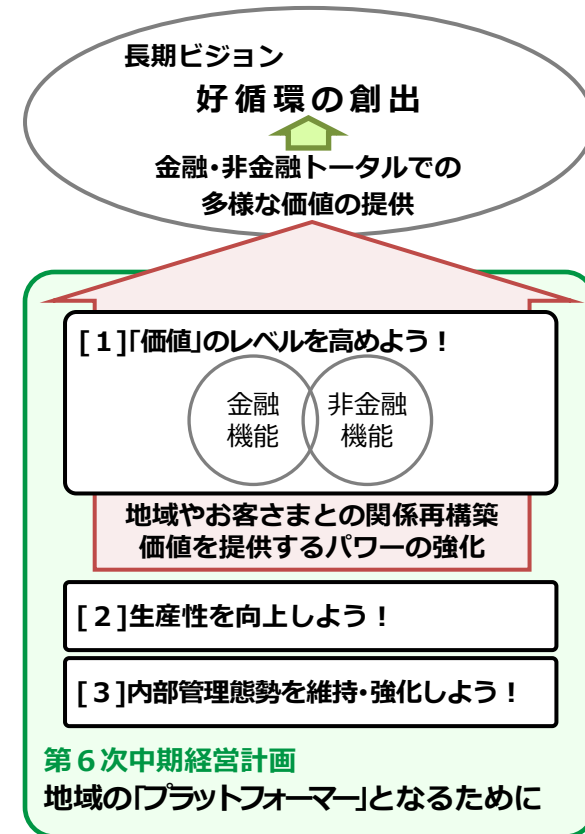 長期ビジョン
好循環の創出
金融・非金融トータルでの
多様な価値の提供
[１]「価値」のレベルを高めよう！
金融
機能
非金融
機能
地域やお客さまとの関係再構築
価値を提供するパワーの強化
[２]生産性を向上しよう！
[３]内部管理態勢を維持・強化しよう！
第６次中期経営計画
地域の「プラットフォーマー」となるために